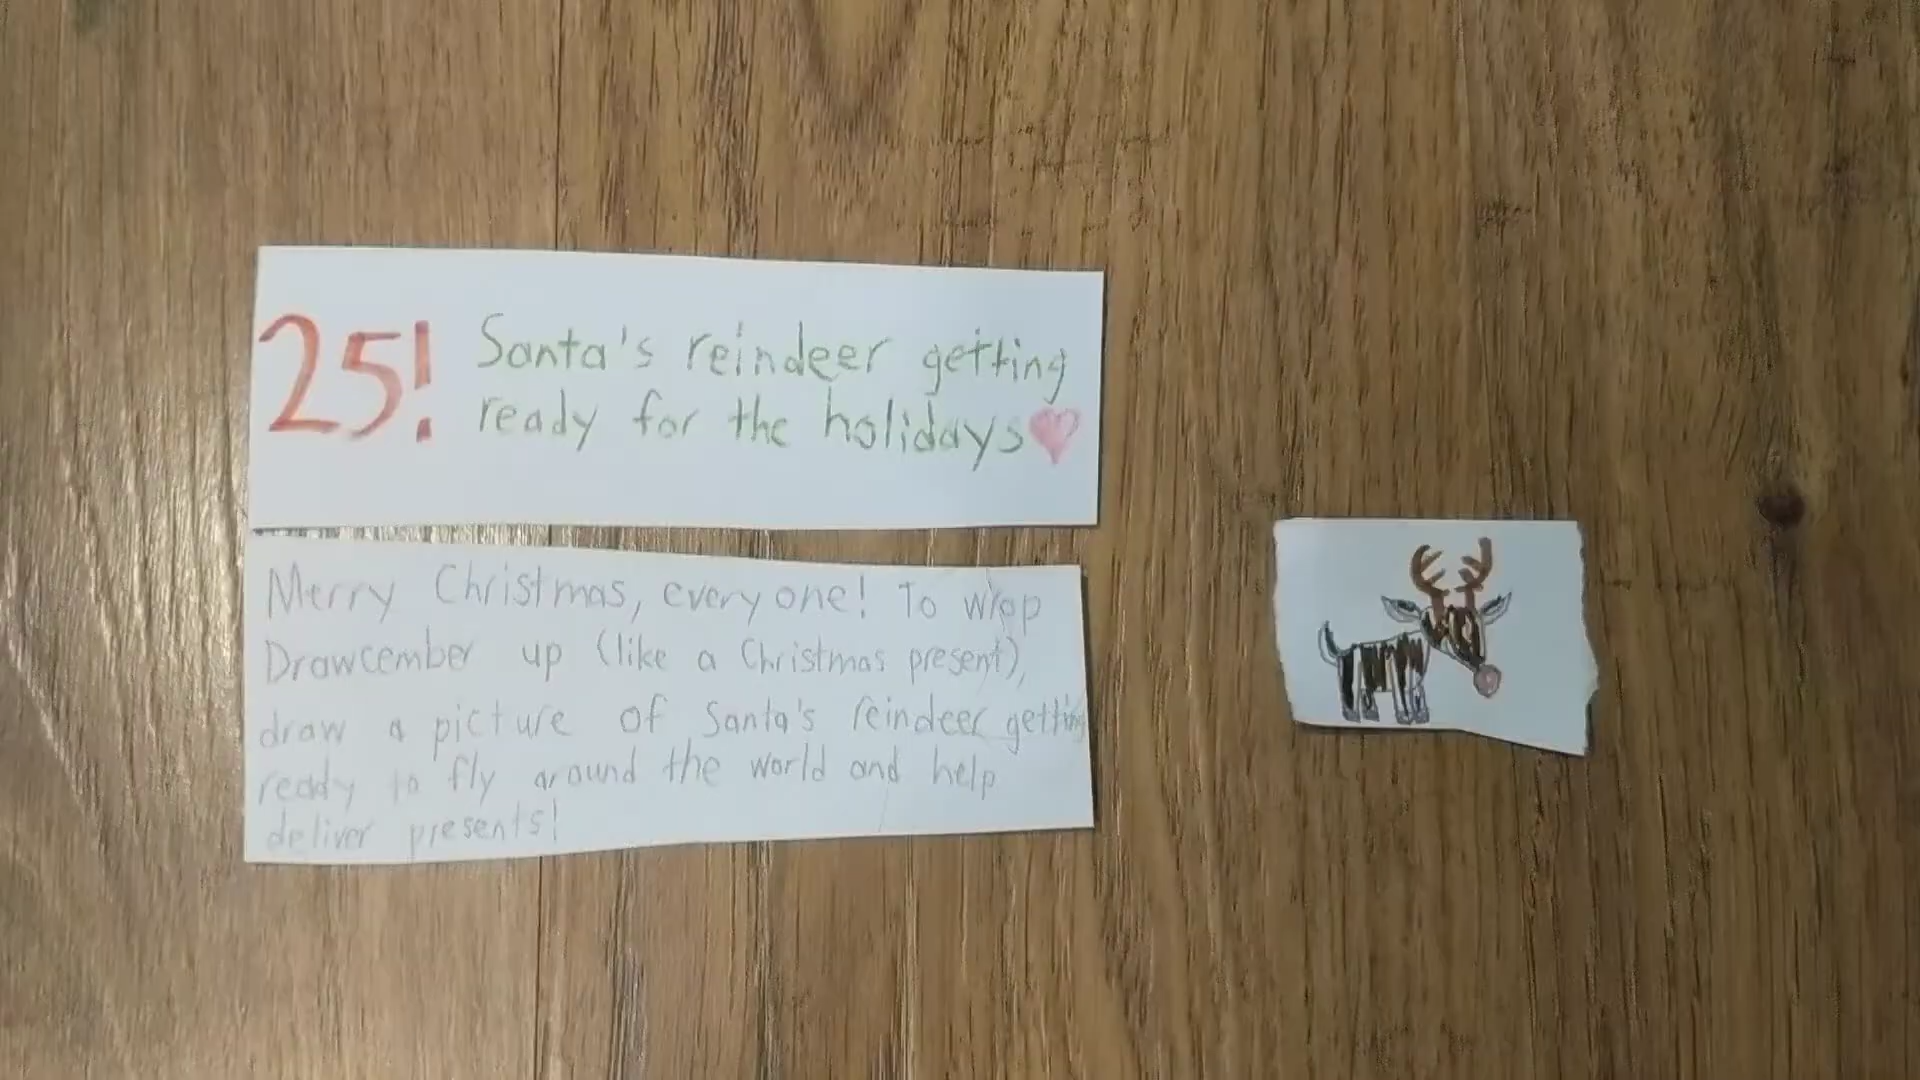 25! Santa's reindeer getting
ready for the holidays
Merry Christmas, everyone! To wrap
Drawcember up (like a Christmas present),
draw a picture of Santa's reindeer getting
ready to fly around the world and help
deliver presents!